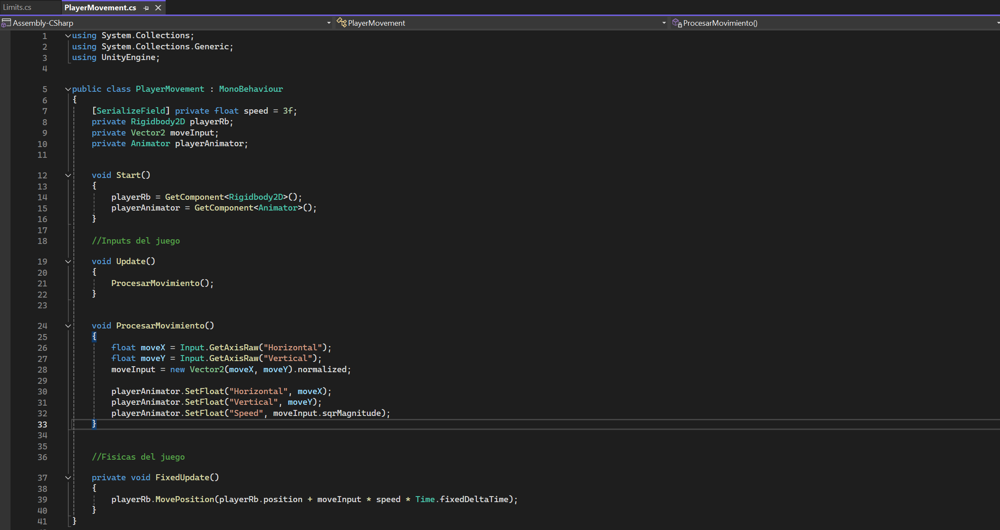 Limits.cs
PlayerMovement.cs
Assembly-CSharp
PlayerMovement
ProcesarMovimiento()
1 using System.Collections;
2 using System.Collections.Generic;
3 using UnityEngine;
4
5 public class PlayerMovement : MonoBehaviour
6 {
7 [SerializeField] private float speed = 3f;
8 private Rigidbody2D playerRb;
9 private Vector2 moveInput;
10 private Animator playerAnimator;
11
12 void Start()
13 {
14 playerRb = GetComponent<Rigidbody2D>();
15 playerAnimator = GetComponent<Animator>();
16 }
17
18 //Inputs del juego
19 void Update()
20 {
21 ProcesarMovimiento();
22 }
23
24 void ProcesarMovimiento()
25 {
26 float moveX = Input.GetAxisRaw("Horizontal");
27 float moveY = Input.GetAxisRaw("Vertical");
28 moveInput = new Vector2(moveX, moveY).normalized;
29
30 playerAnimator.SetFloat("Horizontal", moveX);
31 playerAnimator.SetFloat("Vertical", moveY);
32 playerAnimator.SetFloat("Speed", moveInput.sqrMagnitude);
33 }
34
35
36 //Fisicas del juego
37 private void FixedUpdate()
38 {
39 playerRb.MovePosition(playerRb.position + moveInput * speed * Time.fixedDeltaTime);
40 }
41 }